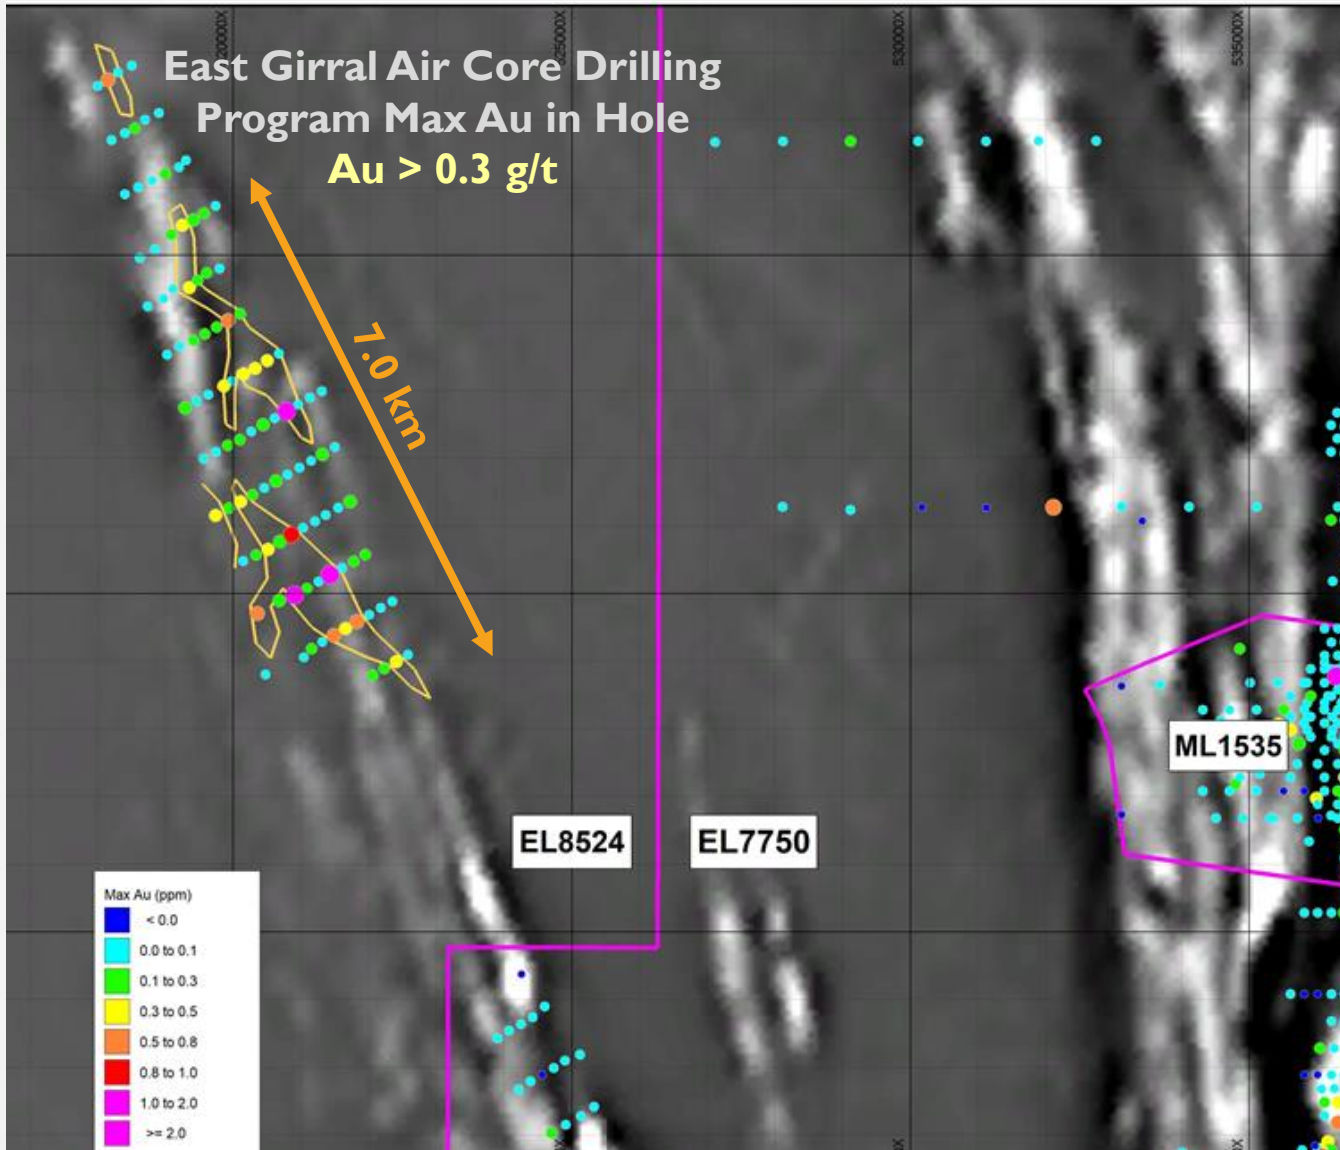 East Girral Air Core Drilling
Program Max Au in Hole
Au > 0.3 g/t
7.0 km
530000X
535000X
ML1535
EL8524
EL7750
Max Au (ppm)
< 0.0
0.0 to 0.1
0.1 to 0.3
0.3 to 0.5
0.5 to 0.8
0.8 to 1.0
1.0 to 2.0
>= 2.0